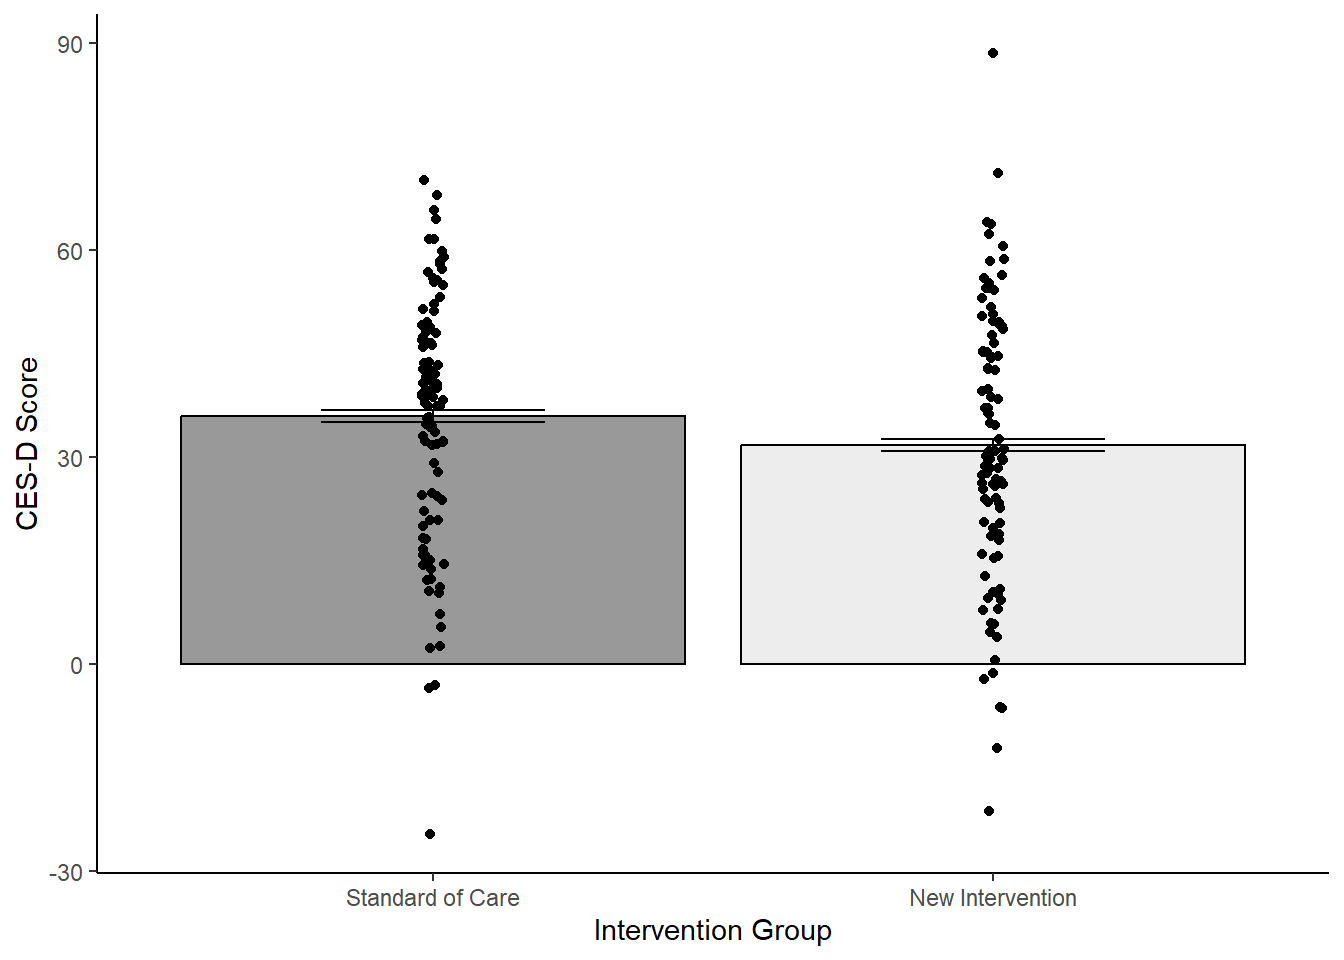 90
60
30
0
-30
CES-D Score
Standard of Care
New Intervention
Intervention Group